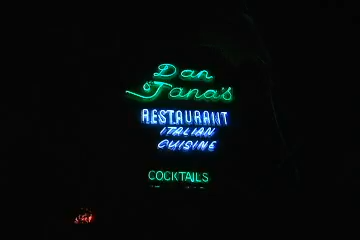 Dan
Tana's
RESTAURANT
ITALIAN
CUISINE
COCKTAILS